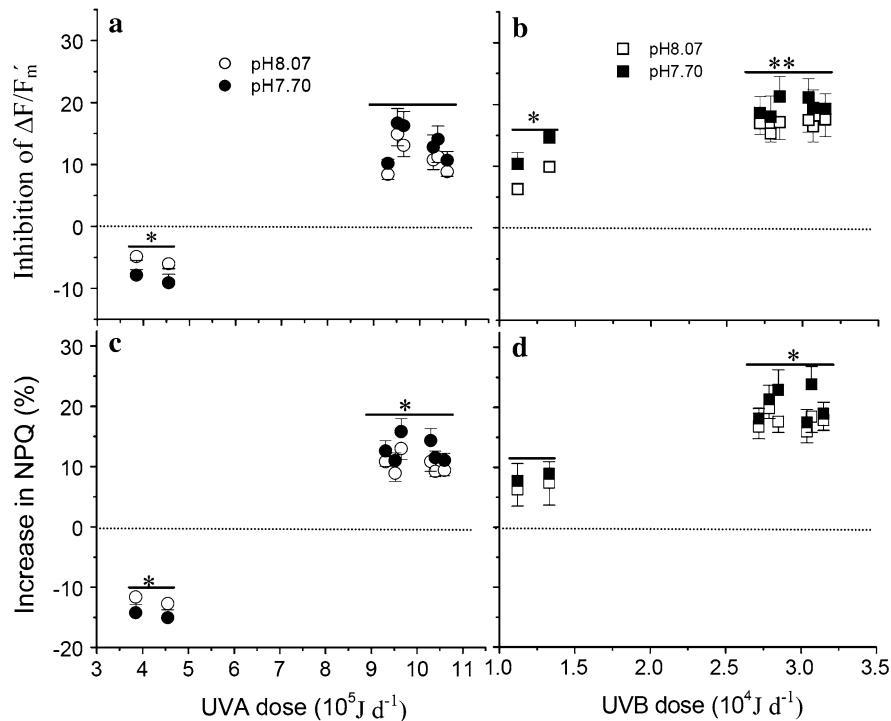 a
pH8.07
pH7.70
*
Inhibition of ΔF/Fḿ
35
30
20
10
0
-10
b
pH8.07
pH7.70
*
**
c
*
*
Increase in NPQ (%)
30
20
10
0
-10
-20
3 4 5 6 7 8 9 10 11
UVA dose (10⁵J d⁻¹)
d
*
1.0 1.5 2.0 2.5 3.0 3.5
UVB dose (10⁴J d⁻¹)